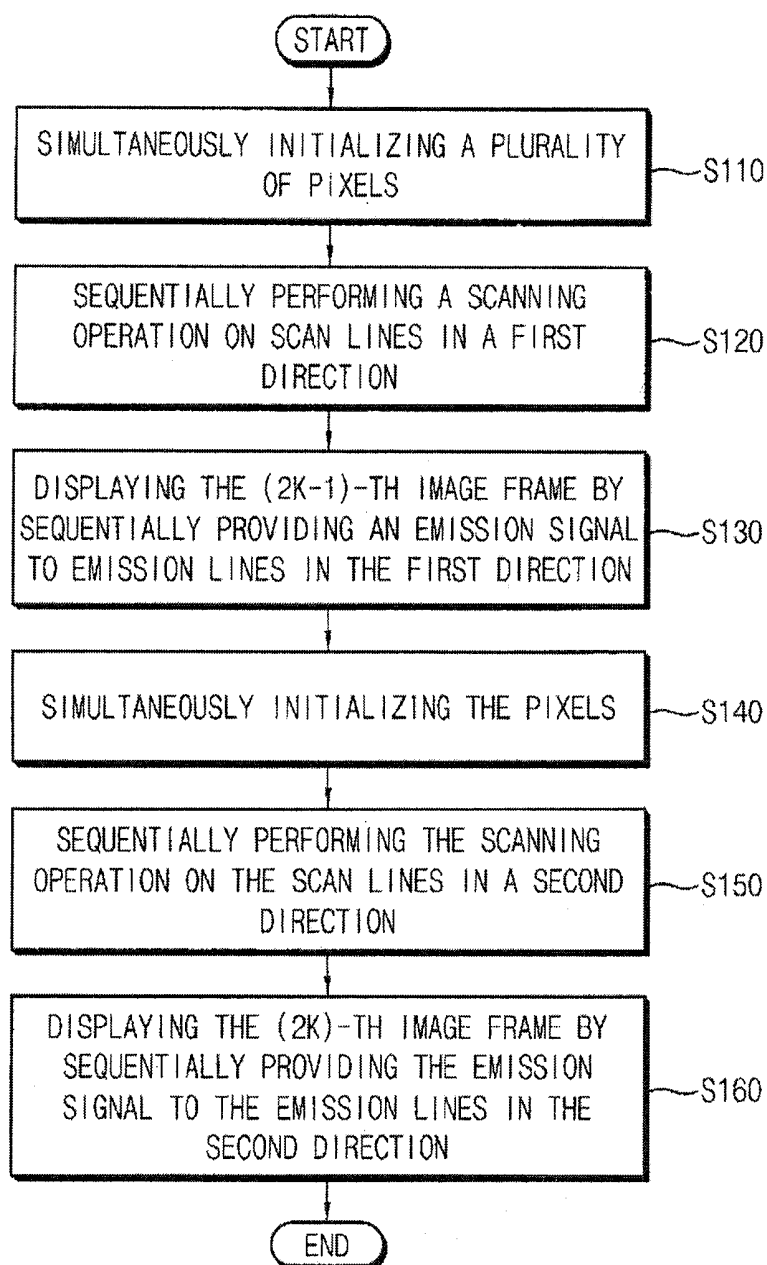 START
SIMULTANEOUSLY INITIALIZING A PLURALITY
OF PIXELS
S110
SEQUENTIALLY PERFORMING A SCANNING
OPERATION ON SCAN LINES IN A FIRST
DIRECTION
S120
DISPLAYING THE (2K-1)-TH IMAGE FRAME BY
SEQUENTIALLY PROVIDING AN EMISSION SIGNAL
TO EMISSION LINES IN THE FIRST DIRECTION
S130
SIMULTANEOUSLY INITIALIZING THE PIXELS
S140
SEQUENTIALLY PERFORMING THE SCANNING
OPERATION ON THE SCAN LINES IN A SECOND
DIRECTION
S150
DISPLAYING THE (2K)-TH IMAGE FRAME BY
SEQUENTIALLY PROVIDING THE EMISSION
SIGNAL TO THE EMISSION LINES IN THE
SECOND DIRECTION
S160
END